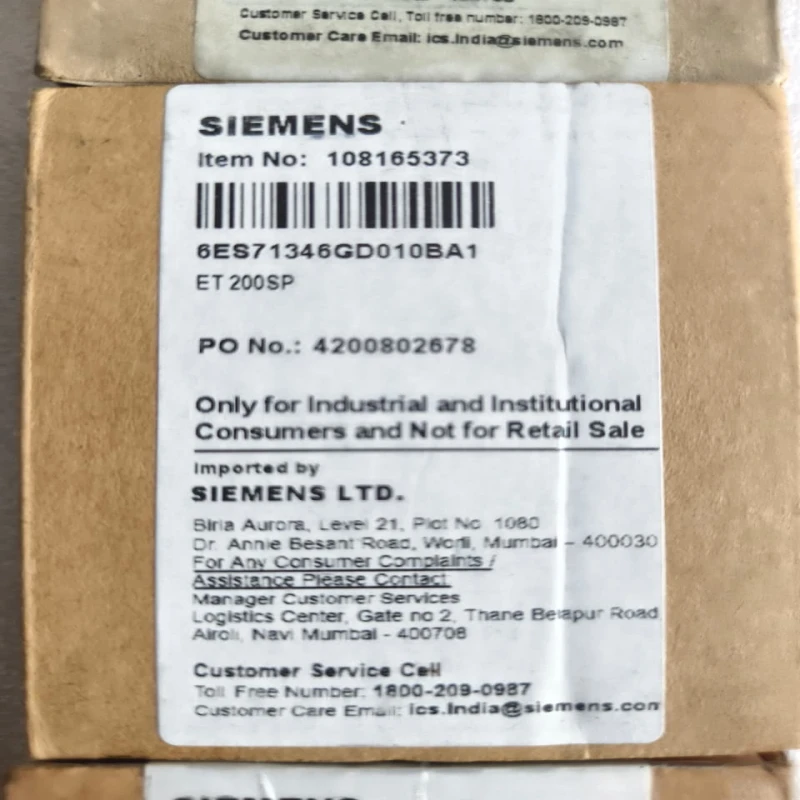 Customer Service Cell, Toll free number: 1800-209-0987
Customer Care Email: ics.India@siemens.com
SIEMENS
Item No: 108165373
6ES71346GD010BA1
ET 200SP
PO No.: 4200802678
Only for Industrial and Institutional
Consumers and Not for Retail Sale
Imported by
SIEMENS LTD.
Birla Aurora, Level 21, Plot No. 1080
Dr. Annie Besant Road, Worli, Mumbai – 400030
For Any Consumer Complaints /
Assistance Please Contact
Manager Customer Services
Logistics Center, Gate no 2, Thane Belapur Road
Airoli, Navi Mumbai - 400708
Customer Service Cell
Toll Free Number: 1800-209-0987
Customer Care Email: ics.India@siemens.com
SIEMENS